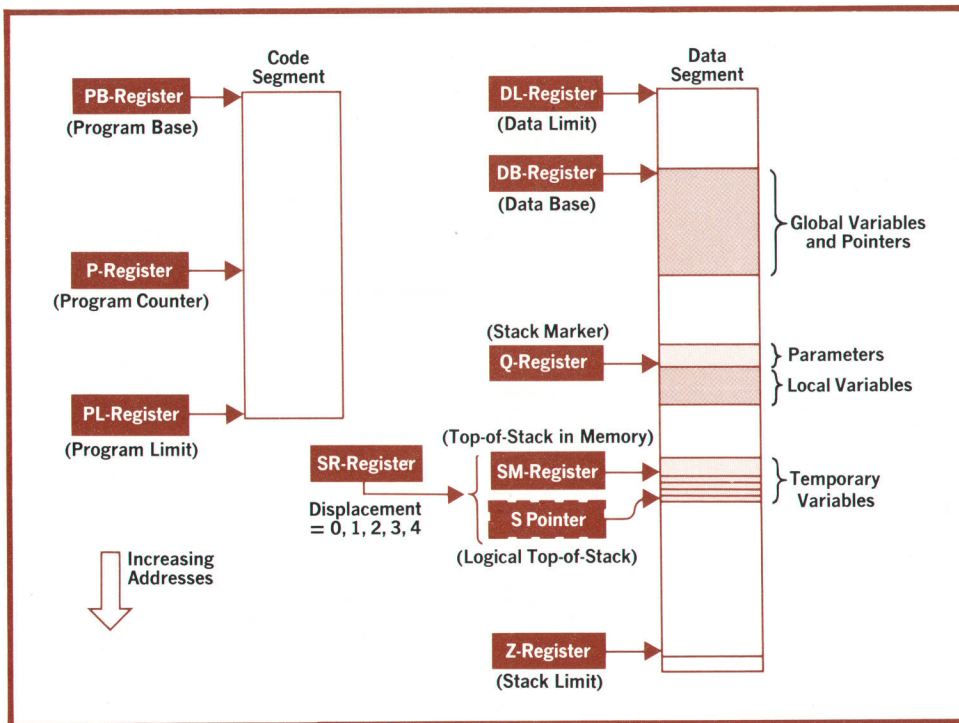 Code
Segment
PB-Register
(Program Base)
P-Register
(Program Counter)
PL-Register
(Program Limit)
Data
Segment
DL-Register
(Data Limit)
DB-Register
(Data Base)
Global Variables
and Pointers
(Stack Marker)
Q-Register
Parameters
Local Variables
(Top-of-Stack in Memory)
SR-Register
SM-Register
Displacement
= 0, 1, 2, 3, 4
S Pointer
(Logical Top-of-Stack)
Temporary
Variables
Increasing
Addresses
Z-Register
(Stack Limit)